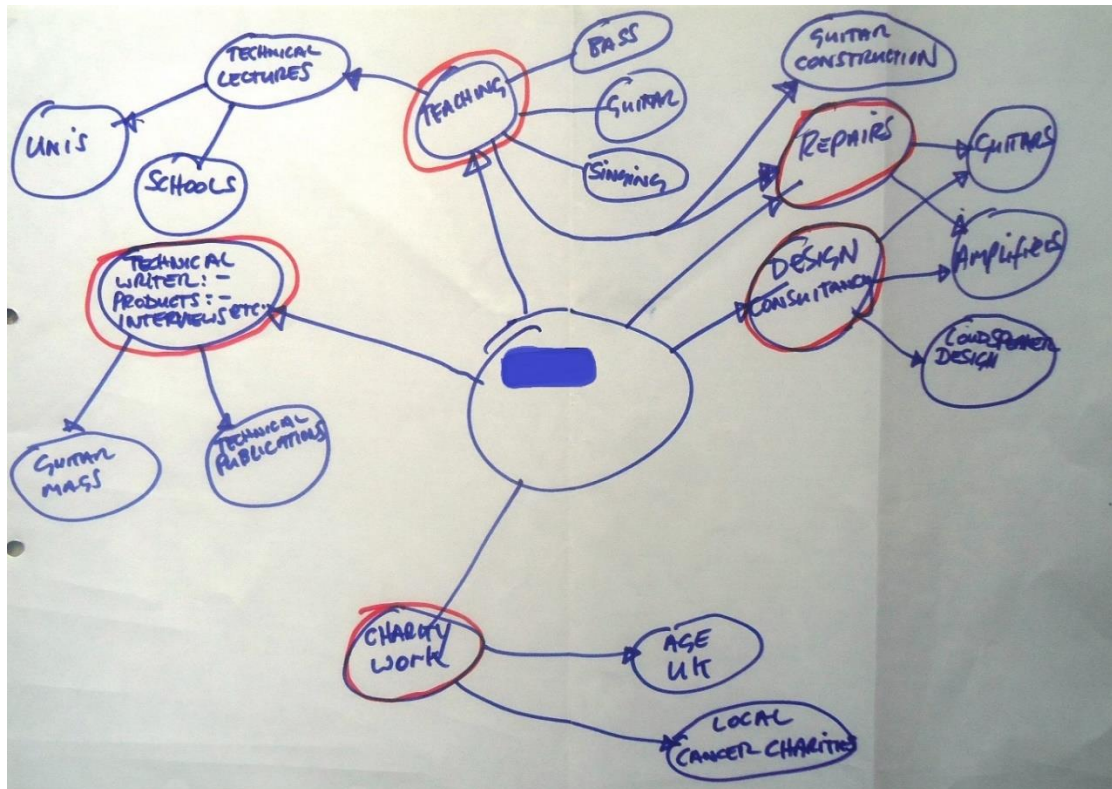 TECHNICAL
LECTURES
UNI'S
SCHOOLS
TEACHING
BASS
GUITAR
SINGING
GUITAR
CONSTRUCTION
REPAIRS
GUITARS
AMPLIFIERS
DESIGN
CONSULTANCY
LOUDSPEAKER
DESIGN
TECHNICAL
WRITER:-
PRODUCTS:-
INTERVIEWS ETC..
GUITAR
MAGS
TECHNICAL
PUBLICATIONS
CHARITY
WORK
AGE
UK
LOCAL
CANCER CHARITIES